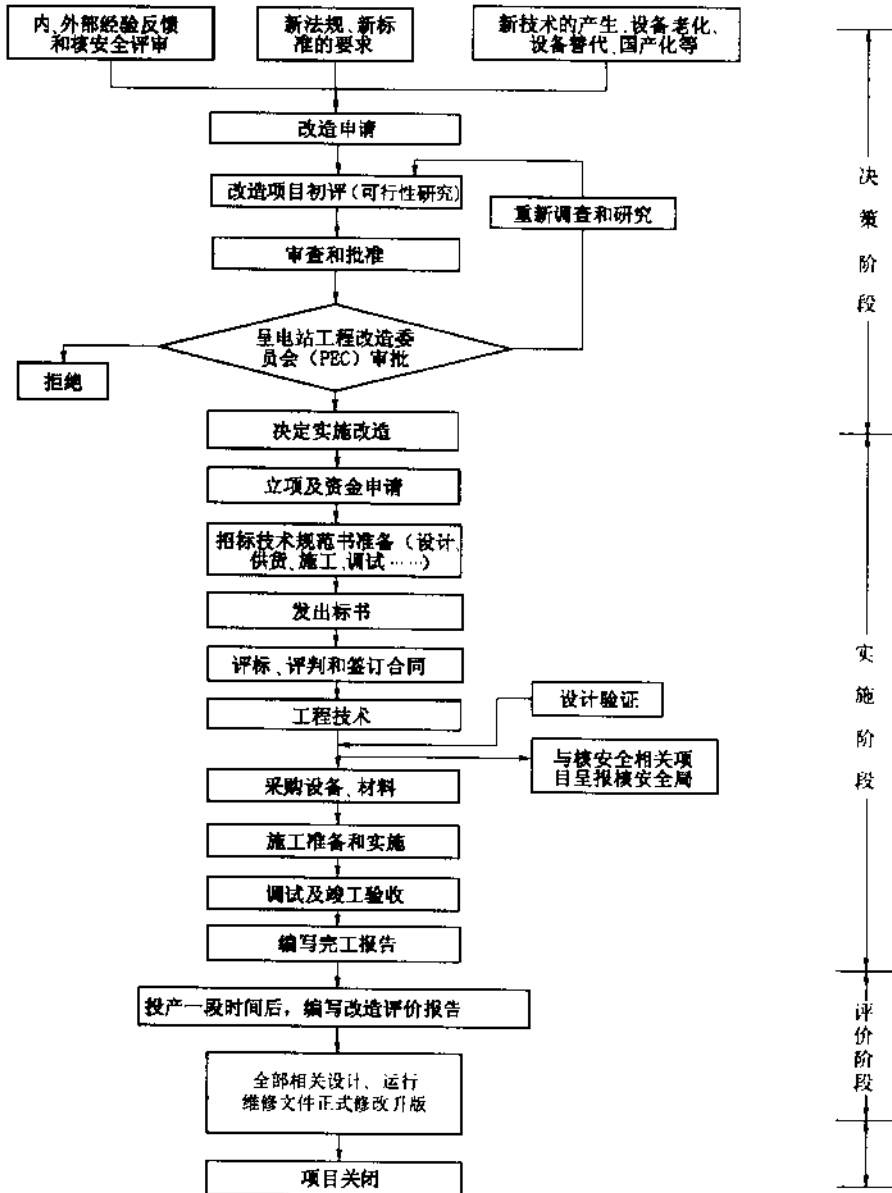 内、外部经验反馈
和核安全评审
新法规、新标
准的要求
新技术的产生、设备老化、
设备替代、国产化等
改造申请
改造项目初评(可行性研究)
重新调查和研究
审查和批准
呈电站工程改造委
员会(PEC)审批
拒绝
决定实施改造
立项及资金申请
招标技术规范书准备(设计、
供货、施工、调试……)
发出标书
评标、评判和签订合同
工程技术
设计验证
与核安全相关项
目呈报核安全局
采购设备、材料
施工准备和实施
调试及竣工验收
编写完工报告
投产一段时间后,编写改造评价报告
全部相关设计、运行
维修文件正式修改升版
项目关闭
决策阶段
实施阶段
评价阶段